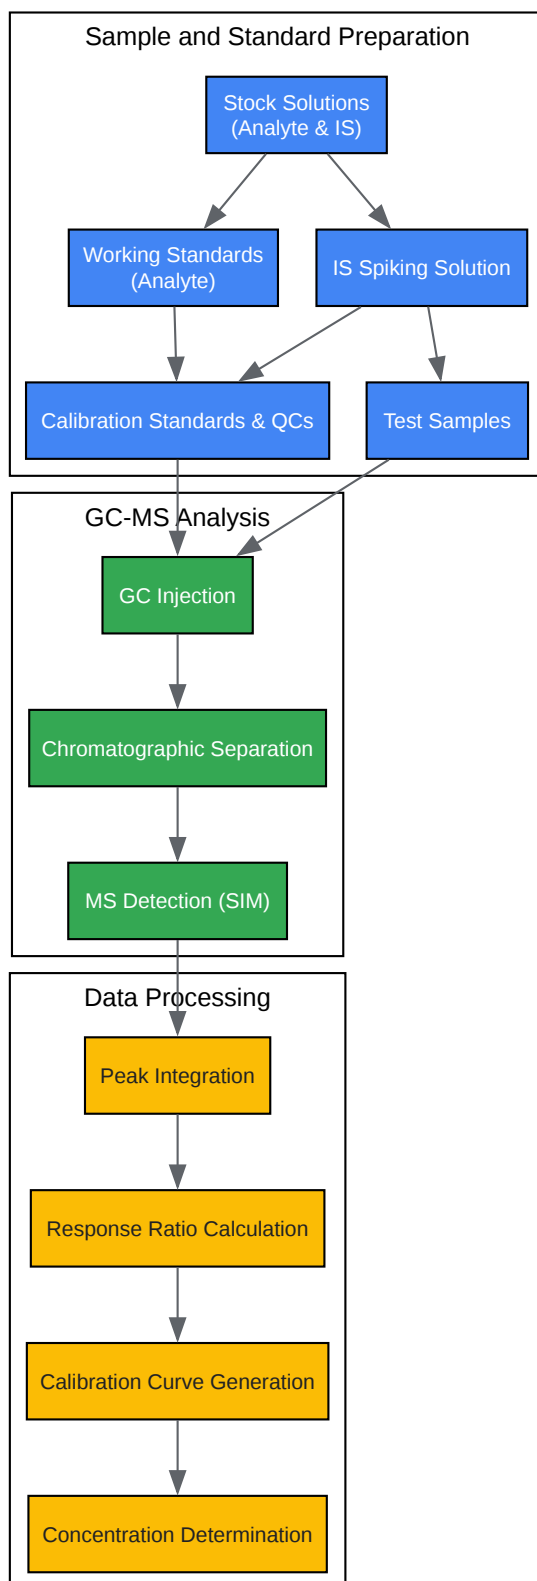 Sample and Standard Preparation
Stock Solutions
(Analyte & IS)
Working Standards
(Analyte)
IS Spiking Solution
Calibration Standards & QCs
Test Samples
GC-MS Analysis
GC Injection
Chromatographic Separation
MS Detection (SIM)
Data Processing
Peak Integration
Response Ratio Calculation
Calibration Curve Generation
Concentration Determination